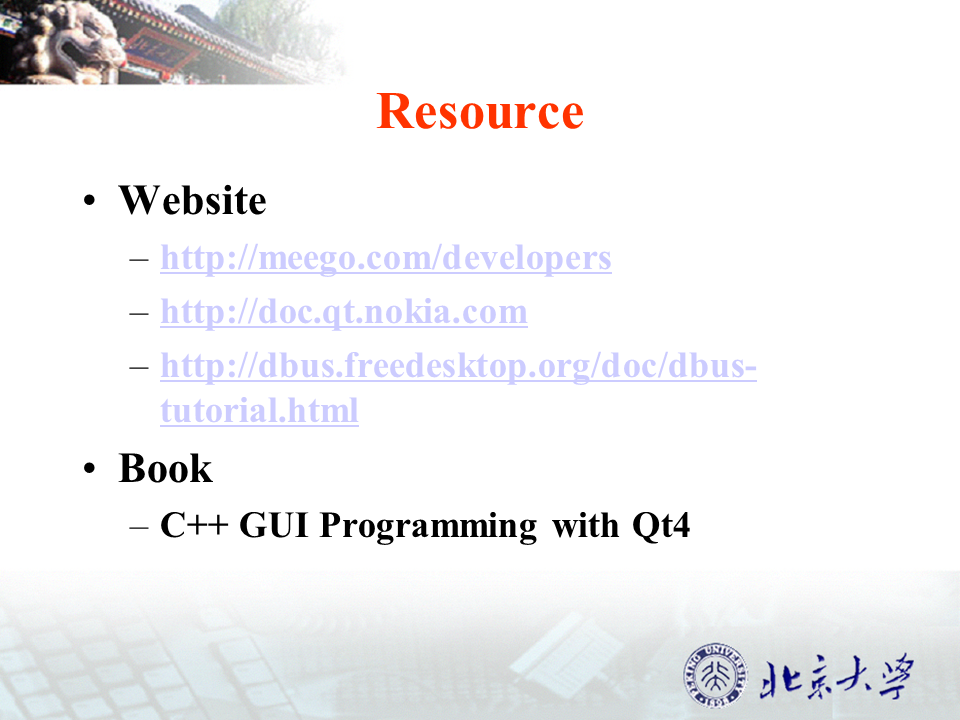 Resource
• Website
– http://meego.com/developers
– http://doc.qt.nokia.com
– http://dbus.freedesktop.org/doc/dbus-
tutorial.html
• Book
– C++ GUI Programming with Qt4
PEKING UNIVERSITY
1898
北京大学